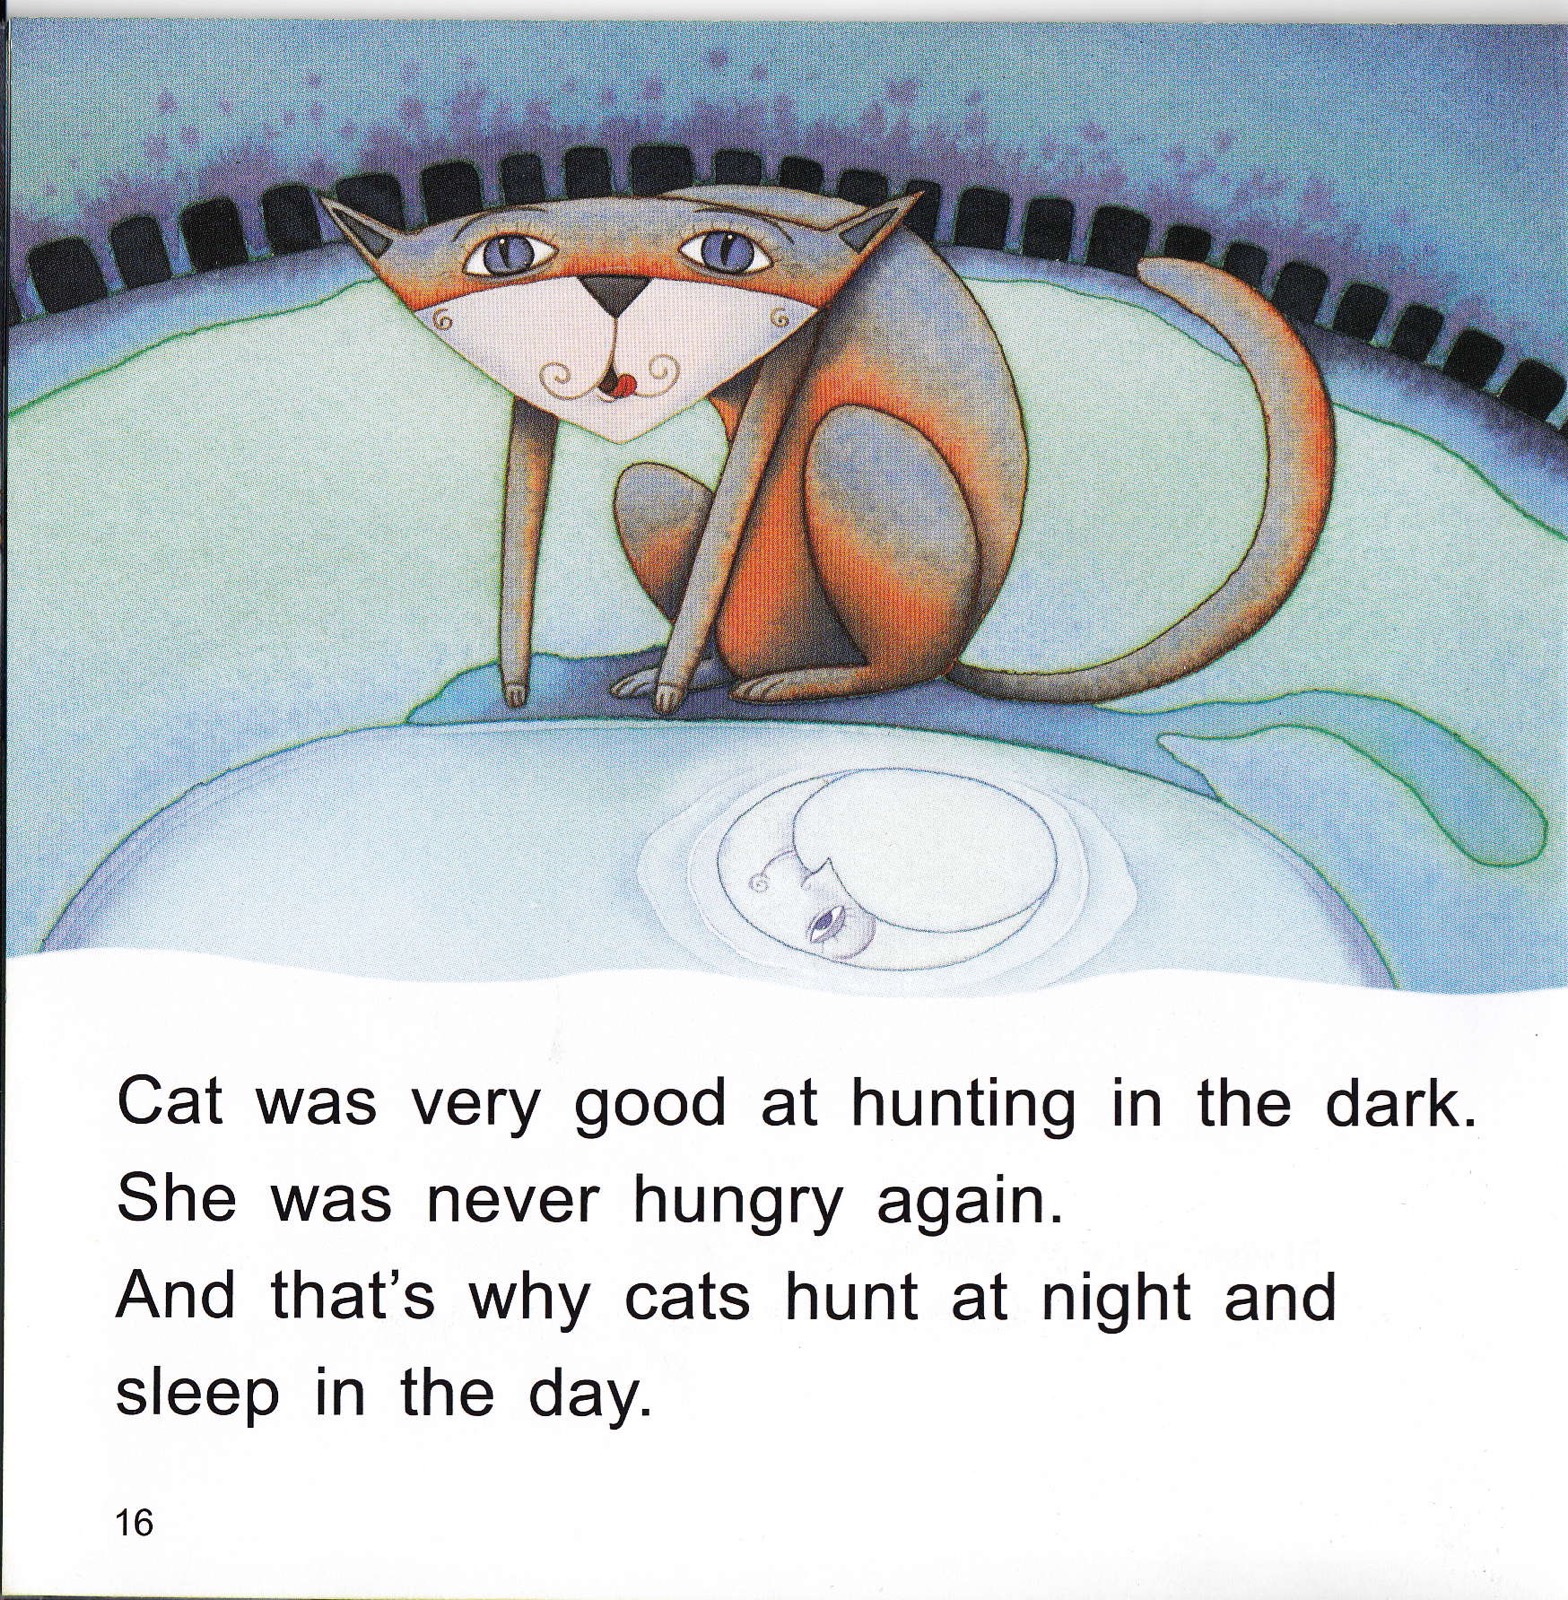 Cat was very good at hunting in the dark.
She was never hungry again.
And that's why cats hunt at night and
sleep in the day.
16